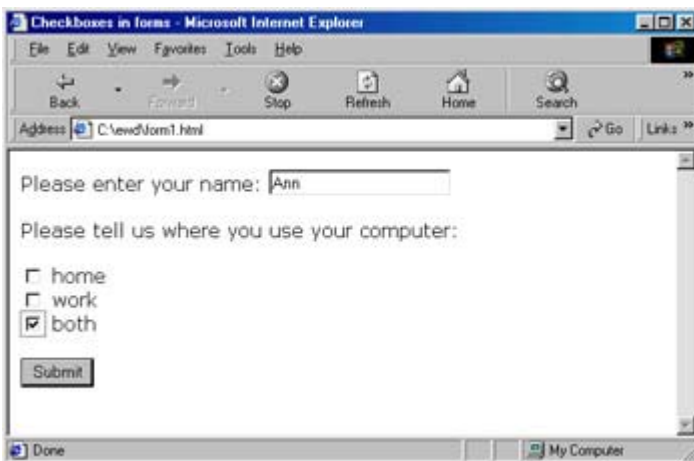 Checkboxes in forms - Microsoft Internet Explorer
File Edit View Favorites Tools Help
Back Forward Stop Refresh Home Search »
Address C:\ewd\form1.html Go Links »
Please enter your name: Ann
Please tell us where you use your computer:
home
work
both
Submit
Done My Computer